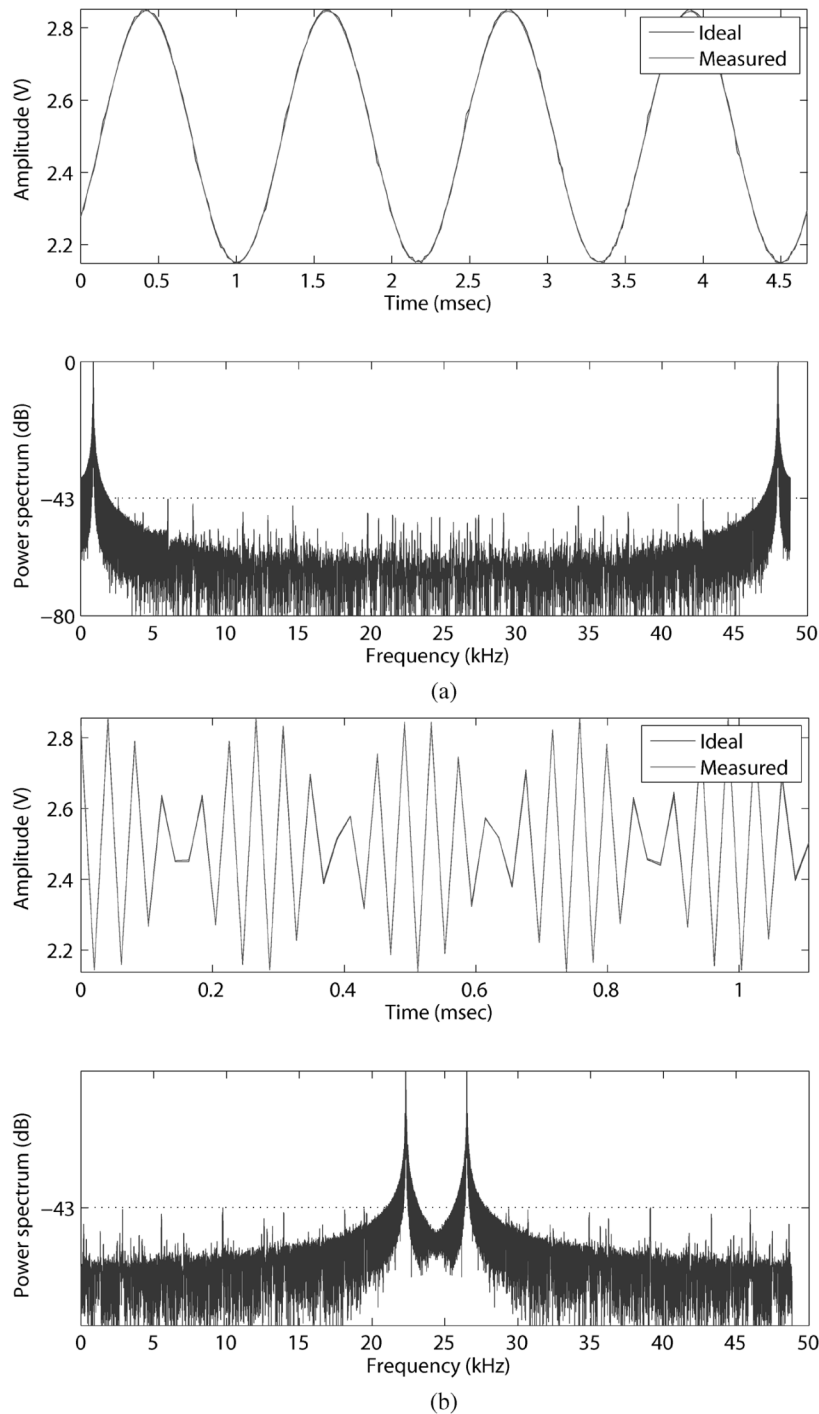 2.8
2.6
2.4
2.2
Amplitude (V)
Ideal
Measured
0 0.5 1 1.5 2 2.5 3 3.5 4 4.5
Time (msec)
0
−43
−80
Power spectrum (dB)
0 5 10 15 20 25 30 35 40 45 50
Frequency (kHz)
(a)
2.8
2.6
2.4
2.2
Amplitude (V)
Ideal
Measured
0 0.2 0.4 0.6 0.8 1
Time (msec)
−43
Power spectrum (dB)
0 5 10 15 20 25 30 35 40 45 50
Frequency (kHz)
(b)